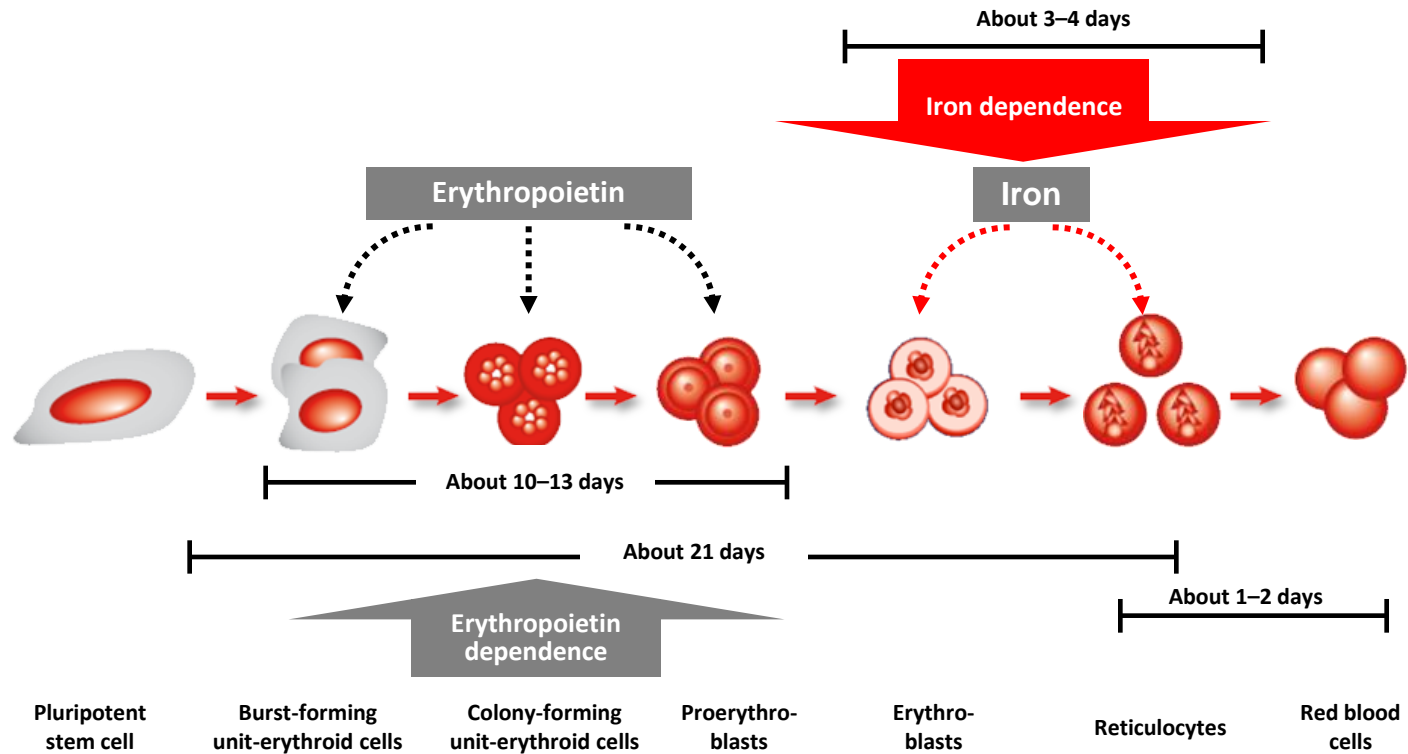 About 3–4 days
Iron dependence
Erythropoietin
Iron
About 10–13 days
About 21 days
About 1–2 days
Erythropoietin
dependence
Pluripotent
stem cell
Burst-forming
unit-erythroid cells
Colony-forming
unit-erythroid cells
Proerythro-
blasts
Erythro-
blasts
Reticulocytes
Red blood
cells